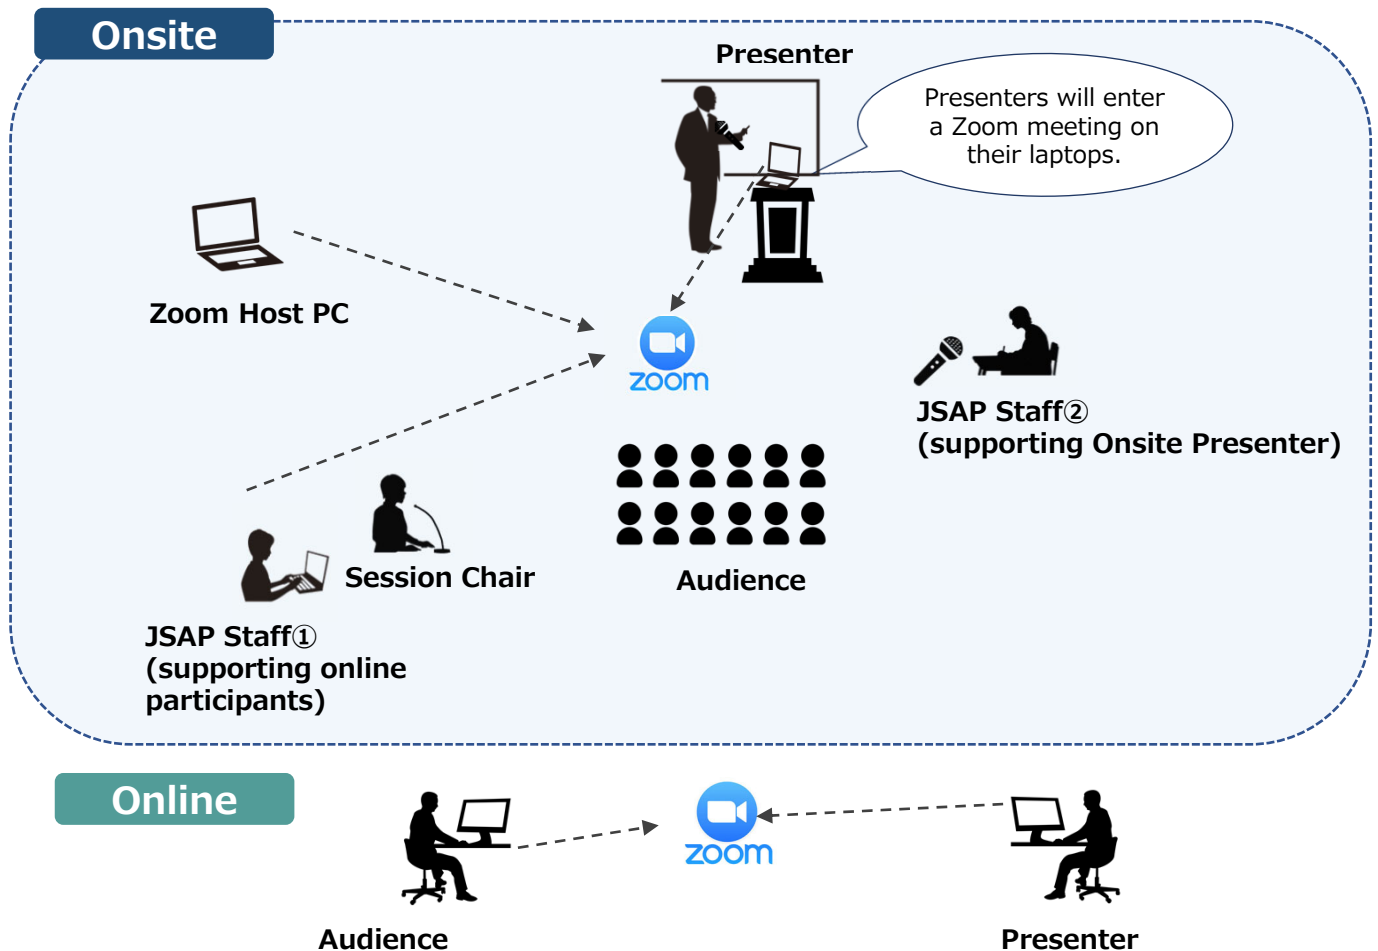 Onsite
Presenter
Presenters will enter
a Zoom meeting on
their laptops.
Zoom Host PC
zoom
JSAP Staff②
(supporting Onsite Presenter)
Session Chair
Audience
JSAP Staff①
(supporting online
participants)
Online
zoom
Audience
Presenter